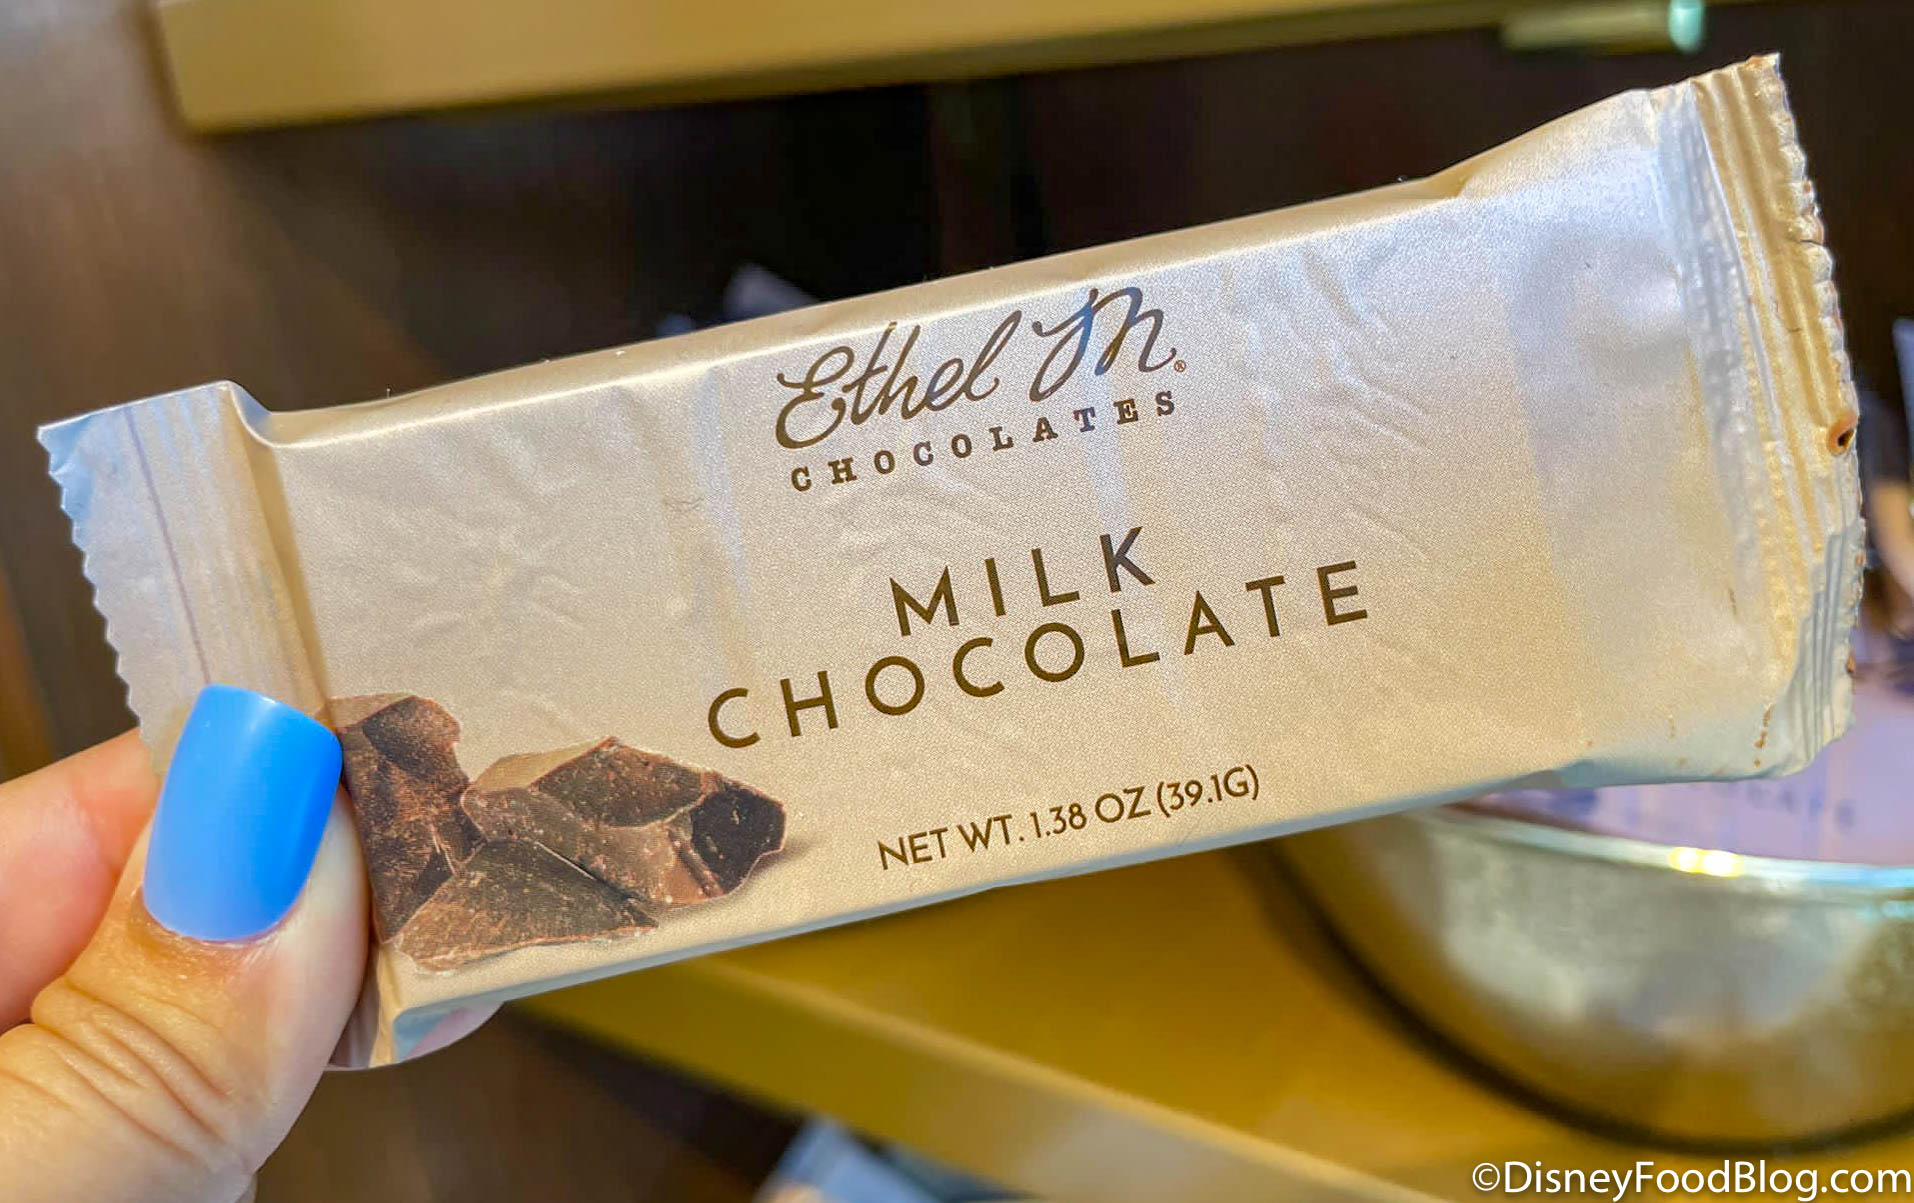 Ethel M®
CHOCOLATES
MILK
CHOCOLATE
NET WT. 1.38 OZ (39.1G)
©DisneyFoodBlog.com